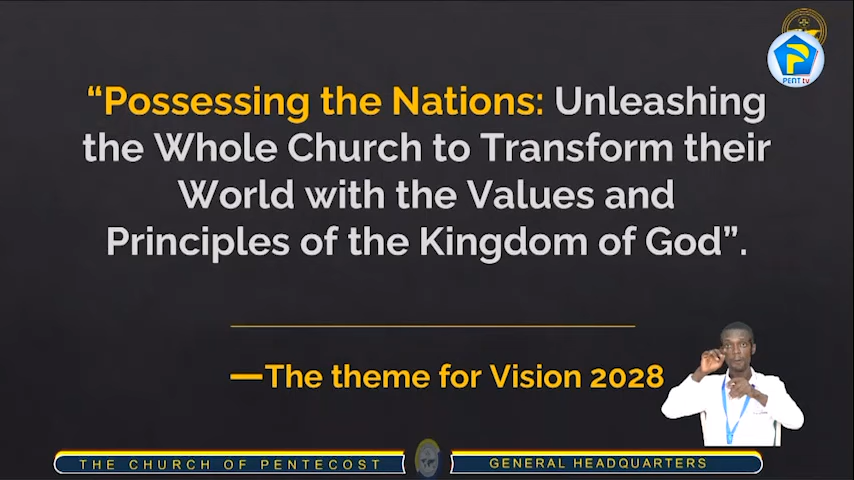 PENT tv
“Possessing the Nations: Unleashing
the Whole Church to Transform their
World with the Values and
Principles of the Kingdom of God”.
—The theme for Vision 2028
THE CHURCH OF PENTECOST
GENERAL HEADQUARTERS